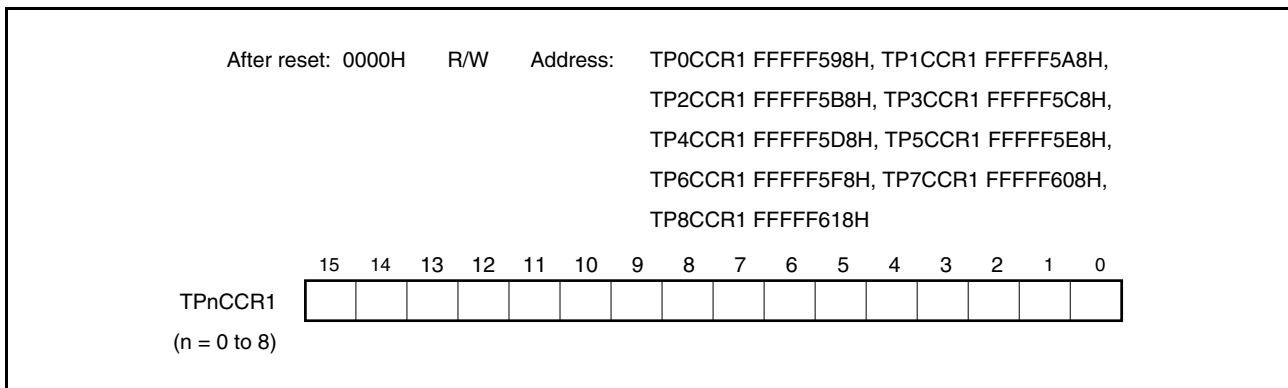 After reset: 0000H R/W Address: TP0CCR1 FFFFF598H, TP1CCR1 FFFFF5A8H,
TP2CCR1 FFFFF5B8H, TP3CCR1 FFFFF5C8H,
TP4CCR1 FFFFF5D8H, TP5CCR1 FFFFF5E8H,
TP6CCR1 FFFFF5F8H, TP7CCR1 FFFFF608H,
TP8CCR1 FFFFF618H
15 14 13 12 11 10 9 8 7 6 5 4 3 2 1 0
TPnCCR1
(n = 0 to 8)